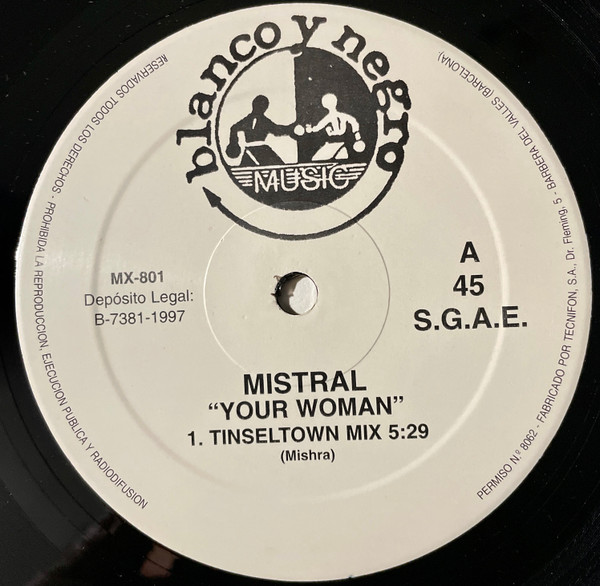 blanco y negro
MUSIC
A
45
S.G.A.E.
MX-801
Depósito Legal:
B-7381-1997
MISTRAL
“YOUR WOMAN”
1. TINSELTOWN MIX 5:29
(Mishra)
RESERVADOS TODOS LOS DERECHOS - PROHIBIDA LA REPRODUCCION, EJECUCION PUBLICA Y RADIODIFUSION
PERMISO N.º 8062 - FABRICADO POR TECNIFON, S.A., Dr. Fleming, 5 - BARBERA DEL VALLES (BARCELONA)